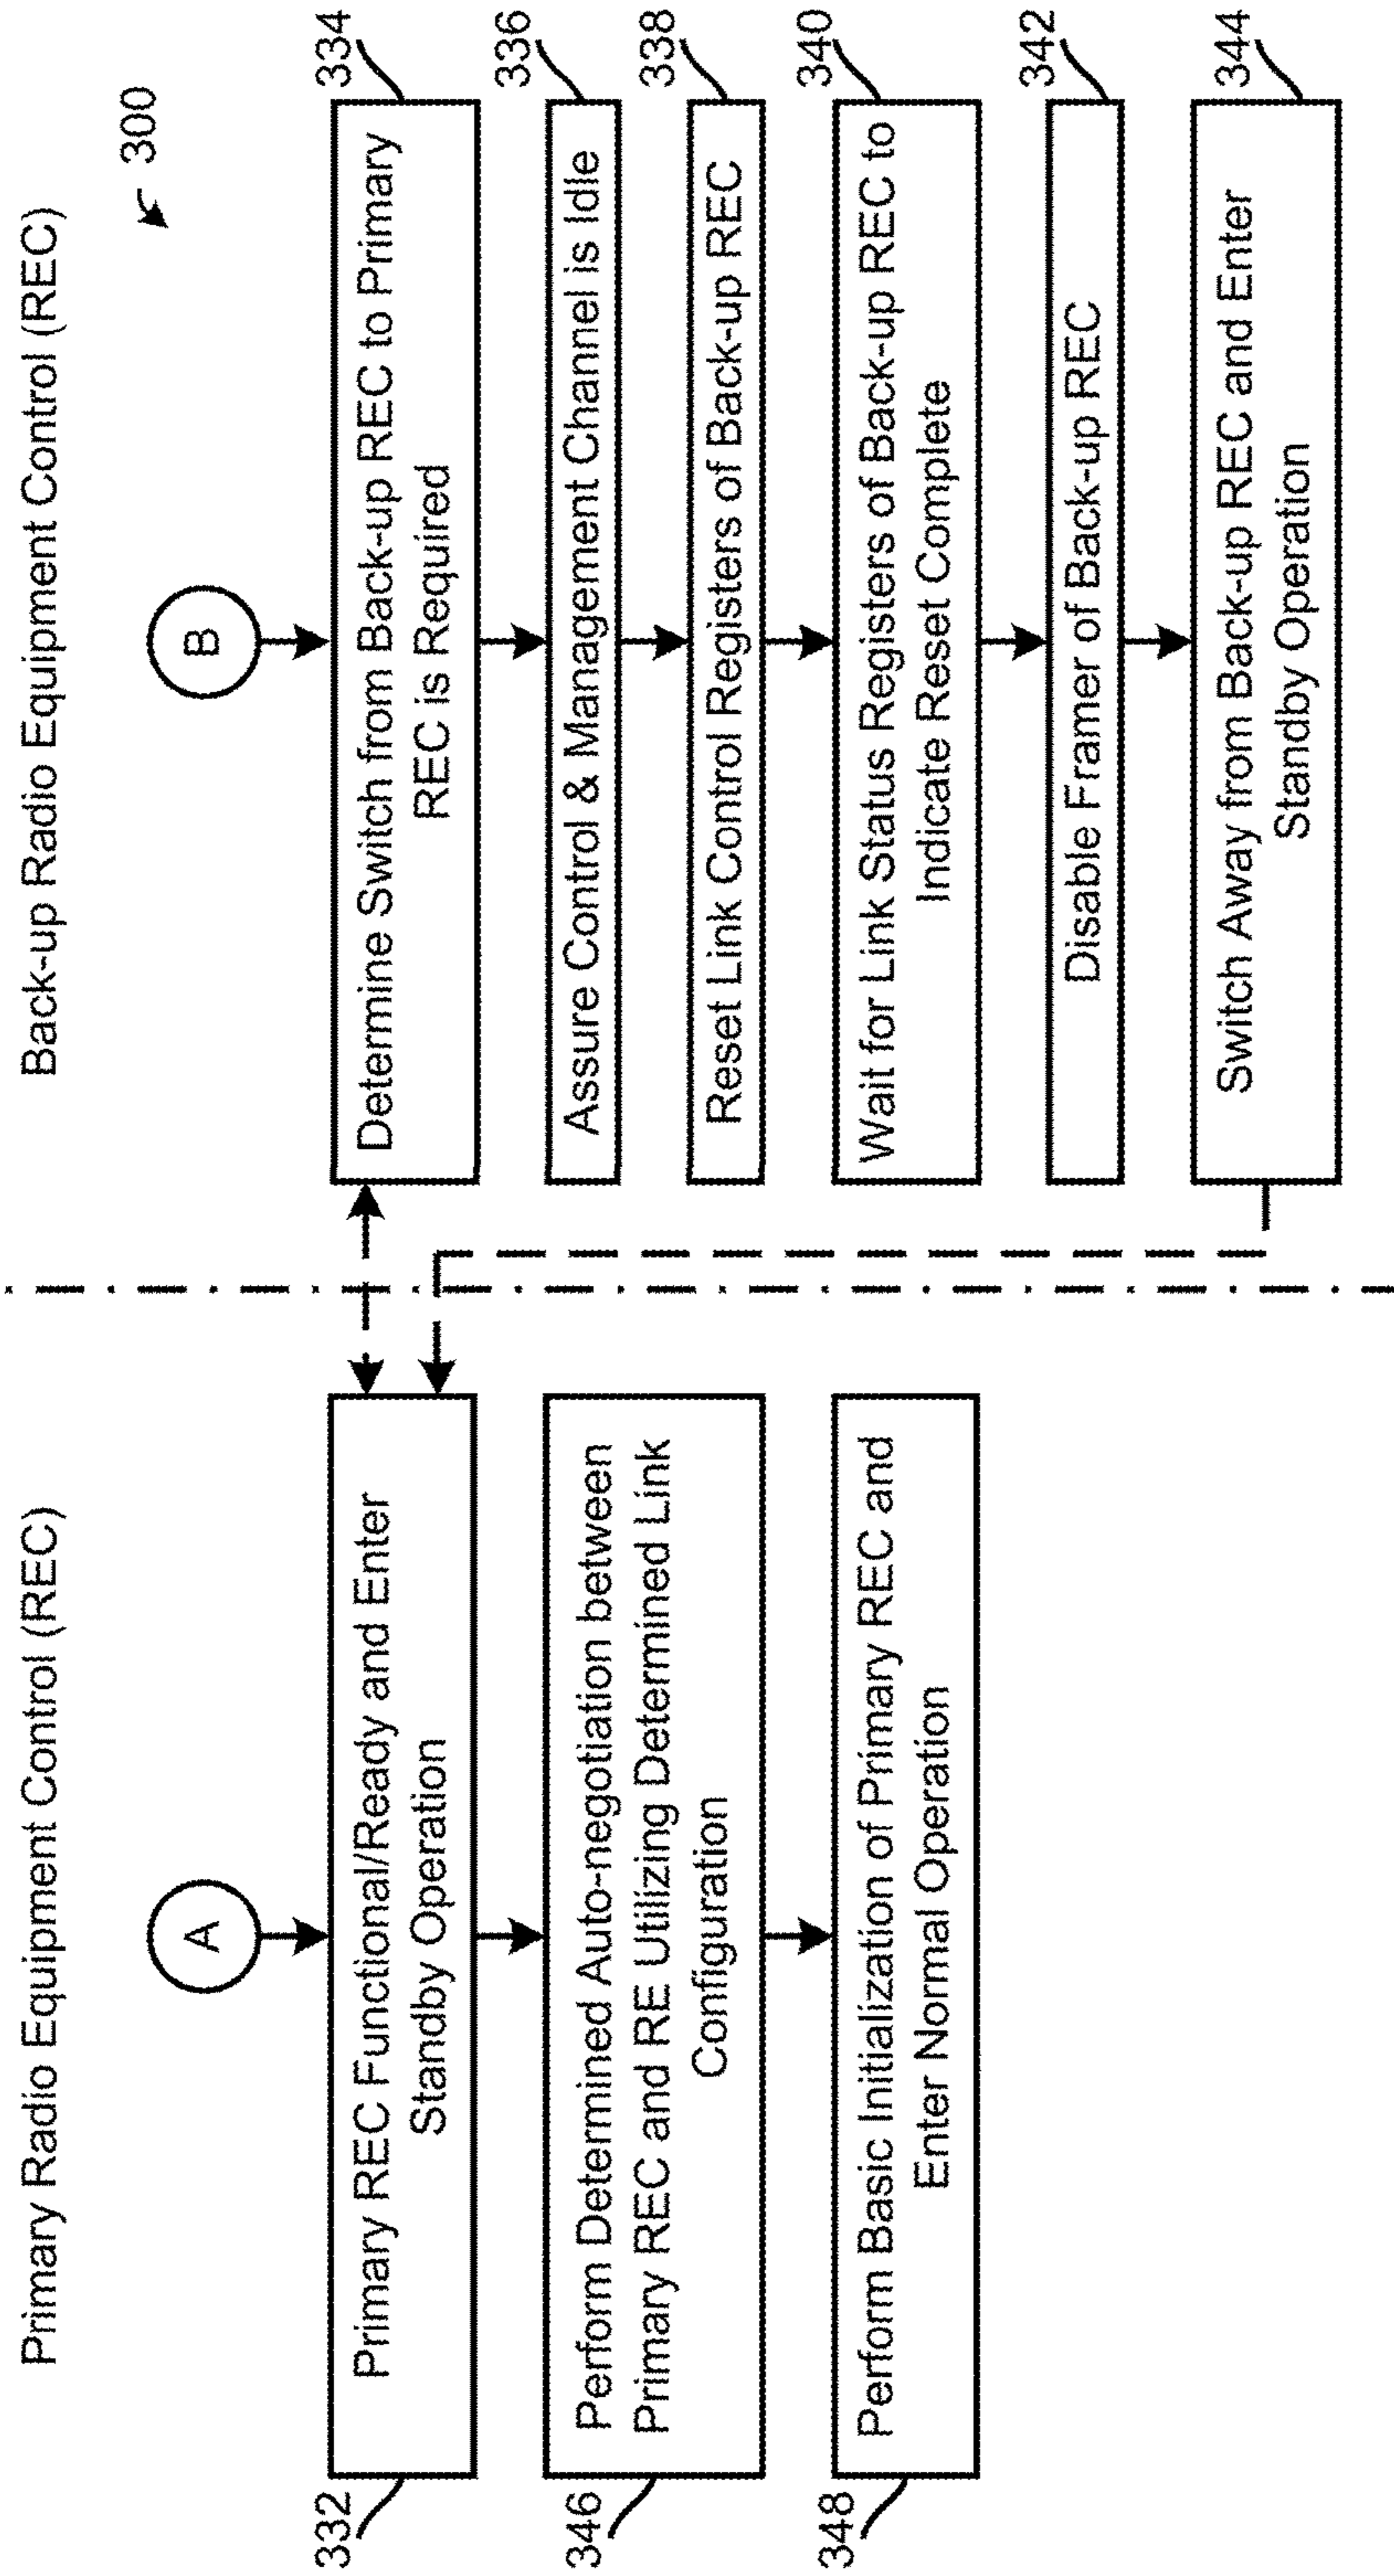 Primary Radio Equipment Control (REC)
Back-up Radio Equipment Control (REC)
300
A
B
332
Primary REC Functional/Ready and Enter
Standby Operation
334
Determine Switch from Back-up REC to Primary
REC is Required
336
Assure Control & Management Channel is Idle
338
Reset Link Control Registers of Back-up REC
340
Wait for Link Status Registers of Back-up REC to
Indicate Reset Complete
342
Disable Framer of Back-up REC
344
Switch Away from Back-up REC and Enter
Standby Operation
346
Perform Determined Auto-negotiation between
Primary REC and RE Utilizing Determined Link
Configuration
348
Perform Basic Initialization of Primary REC and
Enter Normal Operation